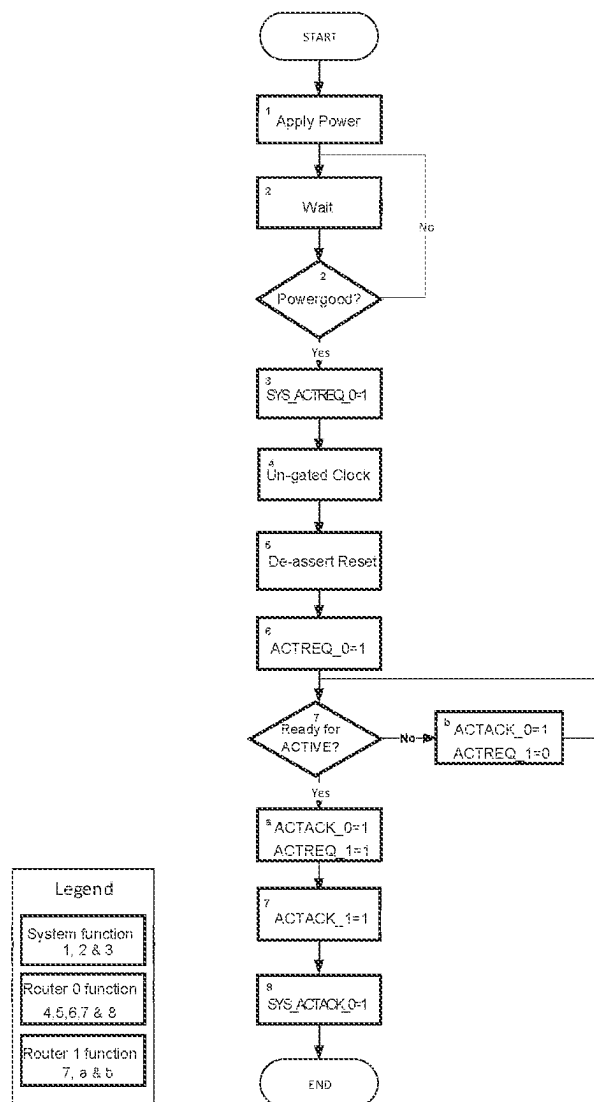 START
1
Apply Power
2
Wait
No
2
Powergood?
Yes
3
SYS_ACTREQ_0=1
4
Un-gated Clock
5
De-assert Reset
6
ACTREQ_0=1
7
Ready for
ACTIVE?
No
b
ACTACK_0=1
ACTREQ_1=0
Yes
a
ACTACK_0=1
ACTREQ_1=1
7
ACTACK_1=1
8
SYS_ACTACK_0=1
END
Legend
System function
1, 2 & 3
Router 0 function
4,5,6,7 & 8
Router 1 function
7, a & b